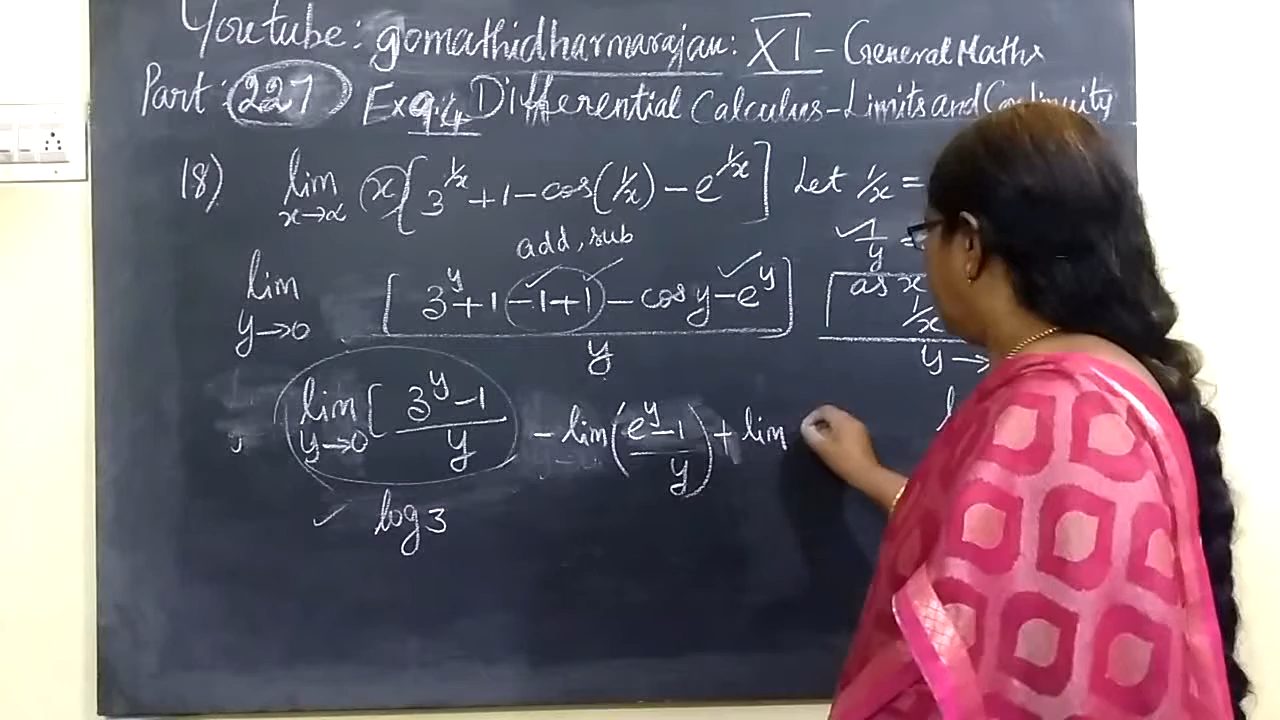 Youtube: gomathidharmarajan: XI - General Maths
Part: 227 Ex 9.4 Differential Calculus - Limits and Continuity
18) lim x→α x[3^1/x + 1 - cos(1/x) - e^1/x] Let 1/x =
1/y =
add, sub
lim y→0 [3^y + 1 - 1 + 1 - cos y - e^y] / y
as x
1/x
y →
lim y→0 [3^y - 1 / y - lim (e^y - 1 / y) + lim
log 3